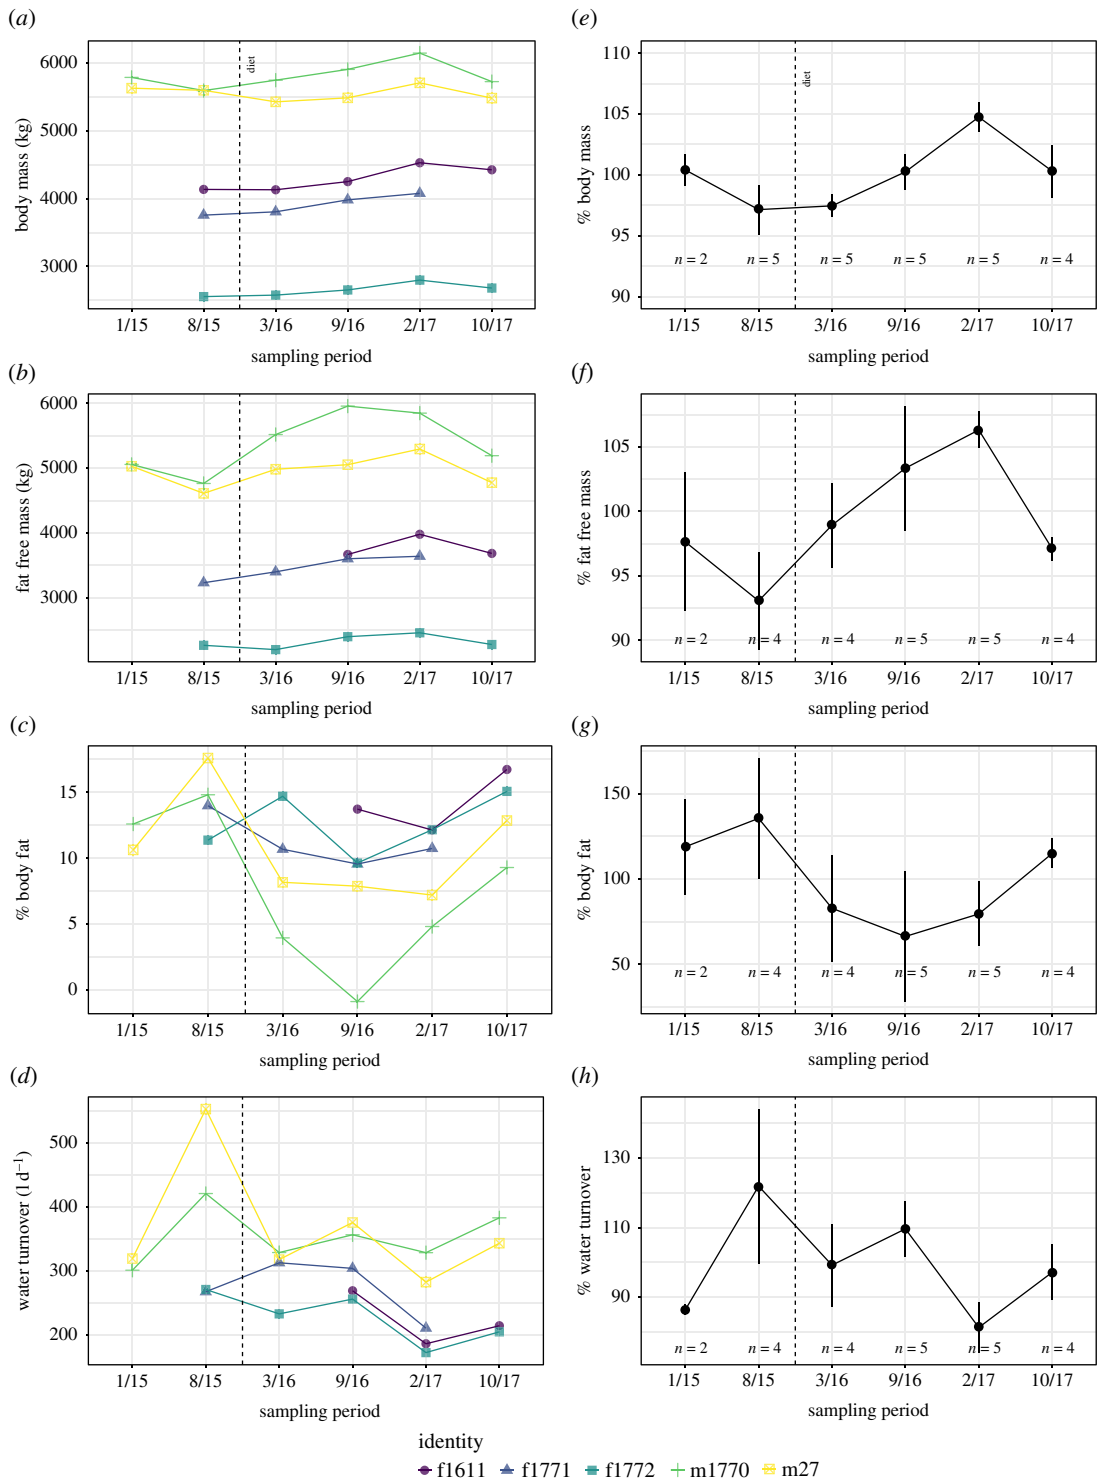 (a)
6000
5000
4000
3000
body mass (kg)
diet
1/15 8/15 3/16 9/16 2/17 10/17
sampling period
(b)
6000
5000
4000
3000
fat free mass (kg)
1/15 8/15 3/16 9/16 2/17 10/17
sampling period
(c)
15
10
5
0
% body fat
1/15 8/15 3/16 9/16 2/17 10/17
sampling period
(d)
500
400
300
200
water turnover (l d⁻¹)
1/15 8/15 3/16 9/16 2/17 10/17
sampling period
(e)
110
105
100
95
90
% body mass
diet
n = 2 n = 5 n = 5 n = 5 n = 5 n = 4
1/15 8/15 3/16 9/16 2/17 10/17
sampling period
(f)
105
100
95
90
% fat free mass
n = 2 n = 4 n = 4 n = 5 n = 5 n = 4
1/15 8/15 3/16 9/16 2/17 10/17
sampling period
(g)
150
100
50
% body fat
n = 2 n = 4 n = 4 n = 5 n = 5 n = 4
1/15 8/15 3/16 9/16 2/17 10/17
sampling period
(h)
130
110
90
% water turnover
n = 2 n = 4 n = 4 n = 5 n = 5 n = 4
1/15 8/15 3/16 9/16 2/17 10/17
sampling period
identity
f1611 f1771 f1772 m1770 m27